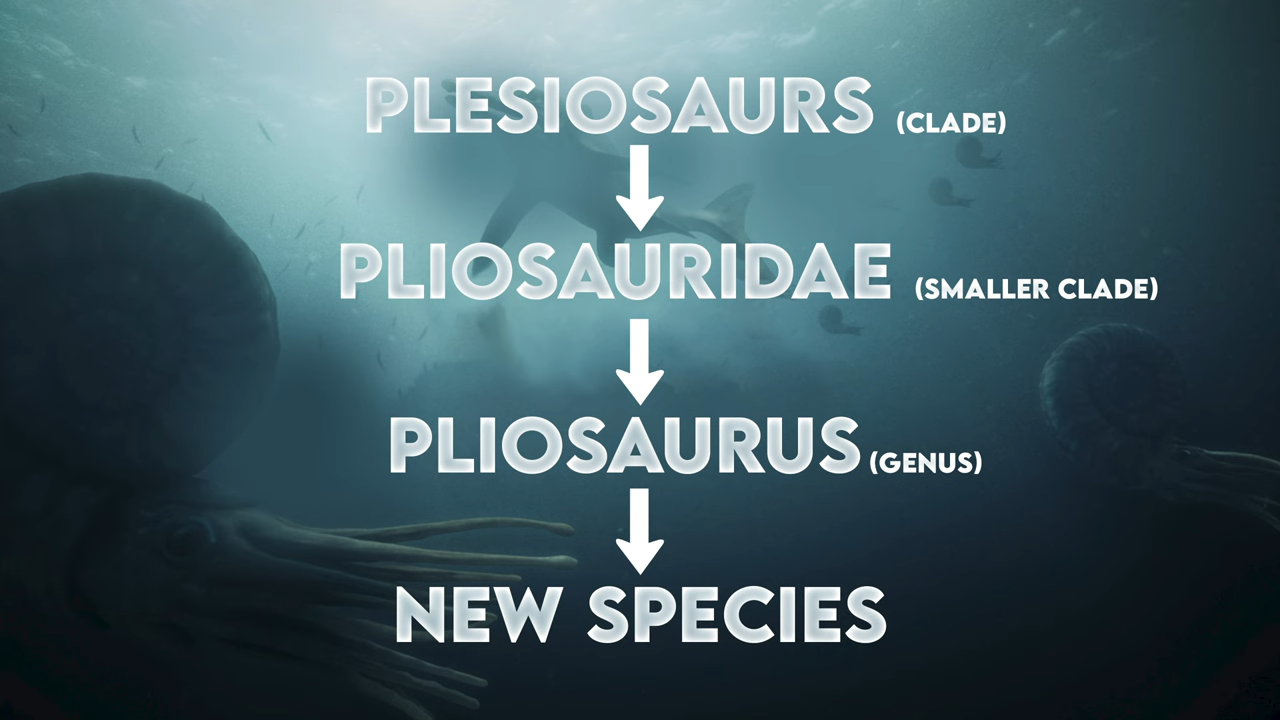 PLESIOSAURS (CLADE)
PLIOSAURIDAE (SMALLER CLADE)
PLIOSAURUS (GENUS)
NEW SPECIES